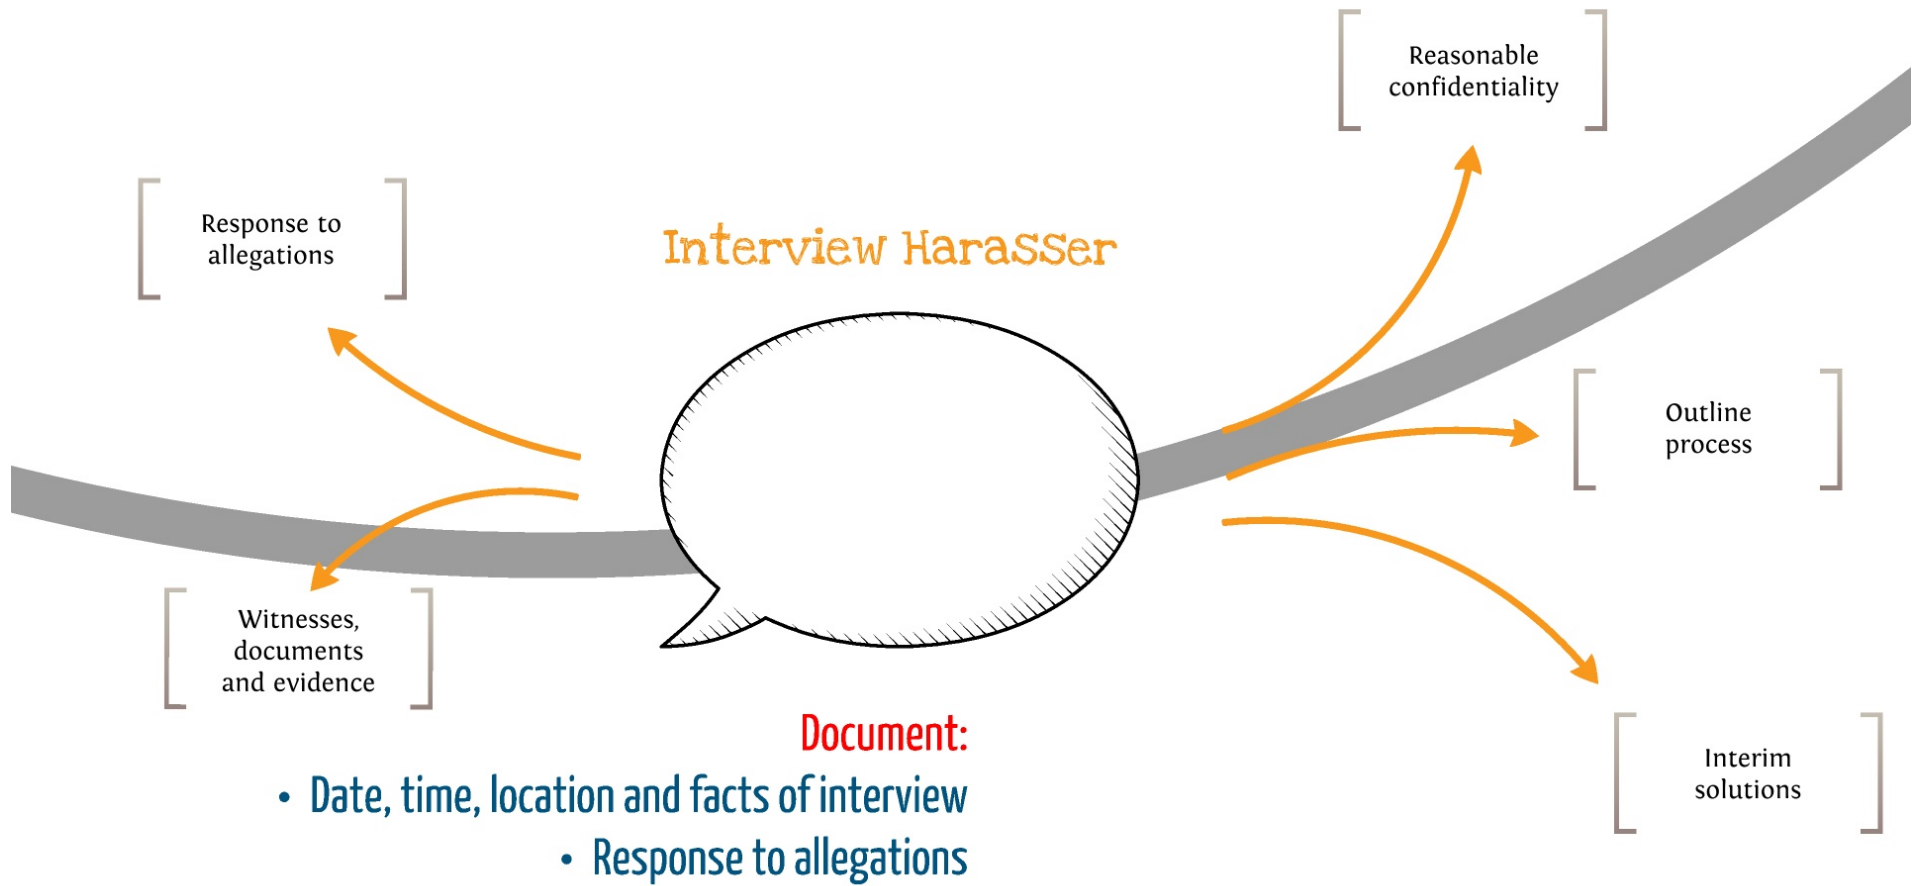 Reasonable
confidentiality
Response to
allegations
Interview Harasser
Outline
process
Witnesses,
documents
and evidence
Interim
solutions
Document:
• Date, time, location and facts of interview
• Response to allegations